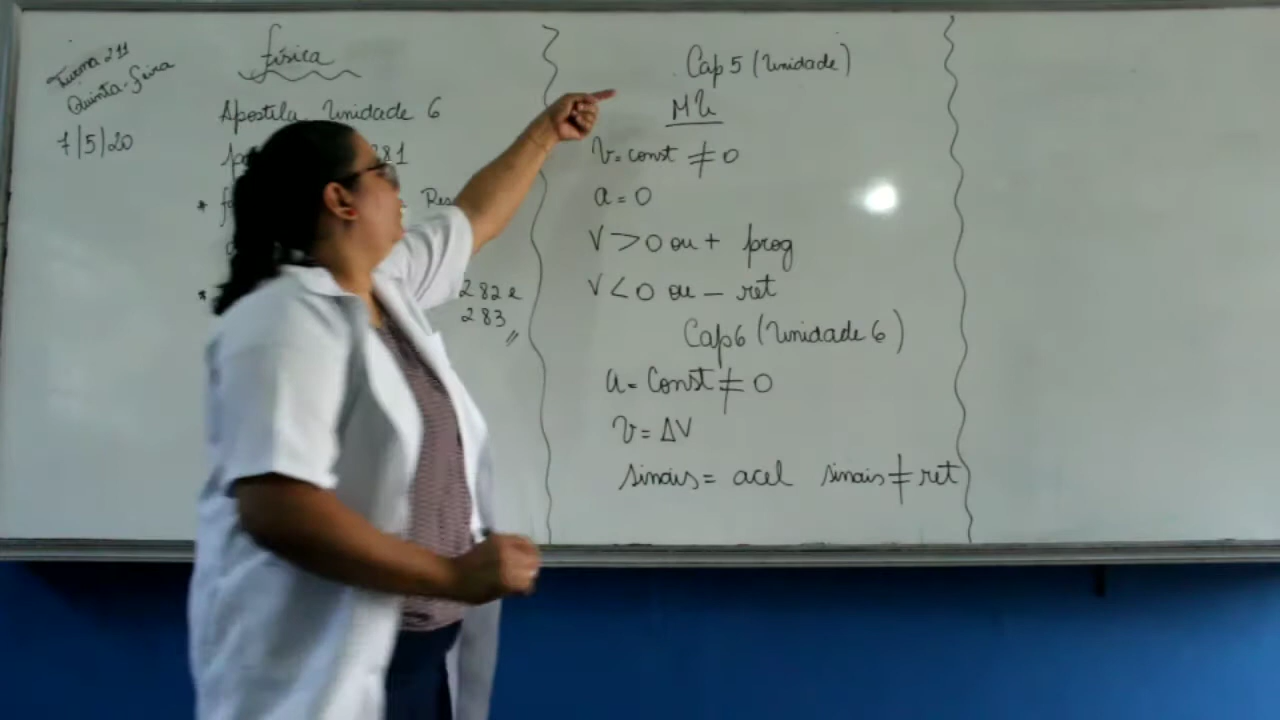 Turma 211
Quinta-feira
7/5/20
física
Apostila Unidade 6
281
*
*
282 e
283 //
Cap 5 (Unidade)
MU
V = const ≠ 0
a = 0
V > 0 ou + prog
V < 0 ou - ret
Cap 6 (Unidade 6)
a = Const ≠ 0
V = ΔV
sinais = acel sinais ≠ ret